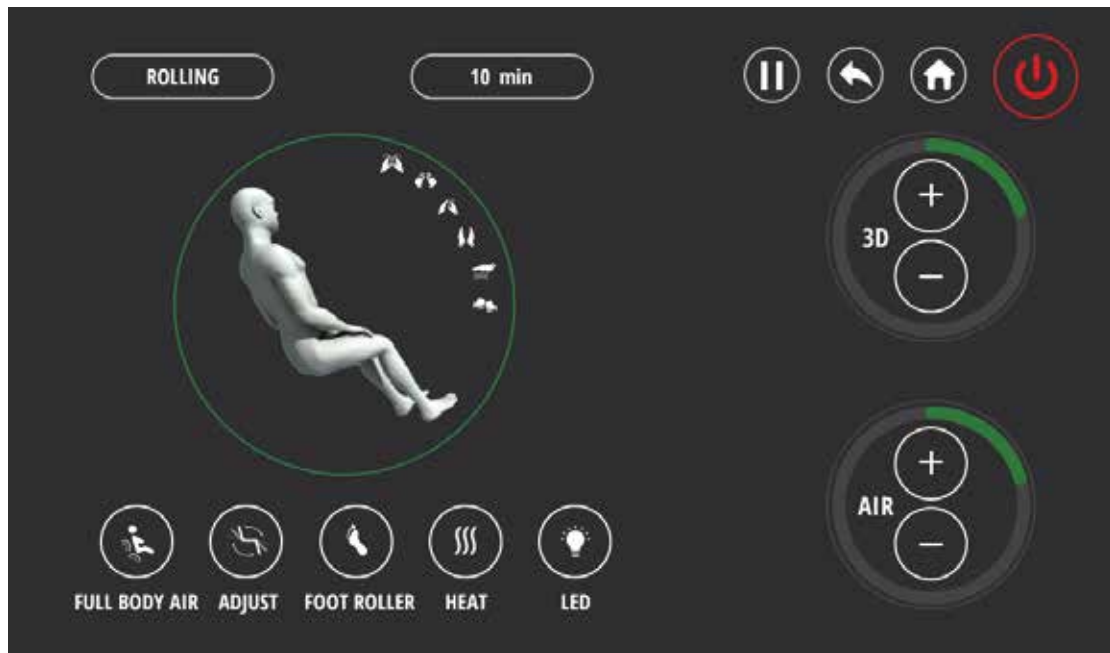 ROLLING
10 min
3D
AIR
FULL BODY AIR
ADJUST
FOOT ROLLER
HEAT
LED